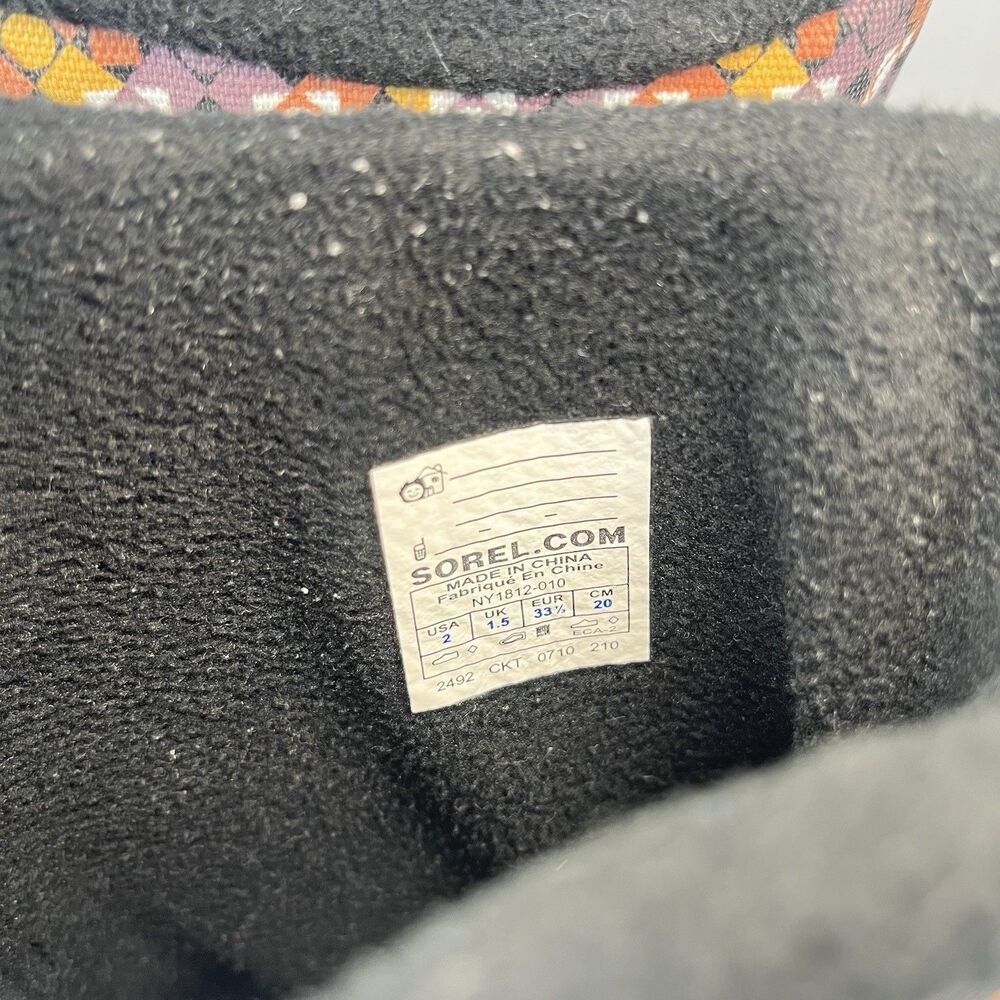 SOREL.COM
MADE IN CHINA
Fabriqué En Chine
NY1812-010
USA UK EUR CM
2 1.5 33½ 20
ECA-2
2492 CKT 0710 210